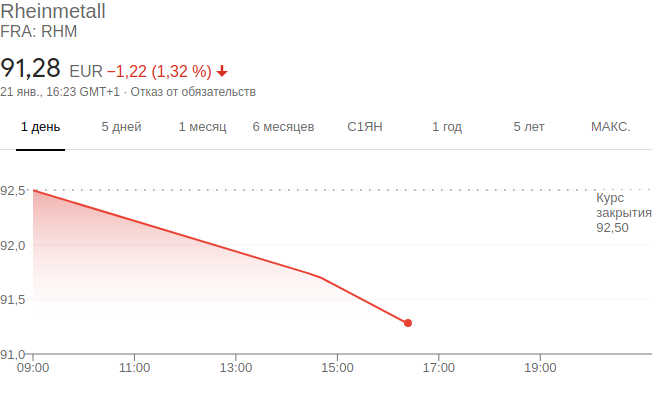 Rheinmetall
FRA: RHM
91,28 EUR −1,22 (1,32 %)
21 янв., 16:23 GMT+1 · Отказ от обязательств
1 день 5 дней 1 месяц 6 месяцев С1ЯН 1 год 5 лет МАКС.
92,5
Курс
закрытия
92,50
92,0
91,5
91,0
09:00 11:00 13:00 15:00 17:00 19:00